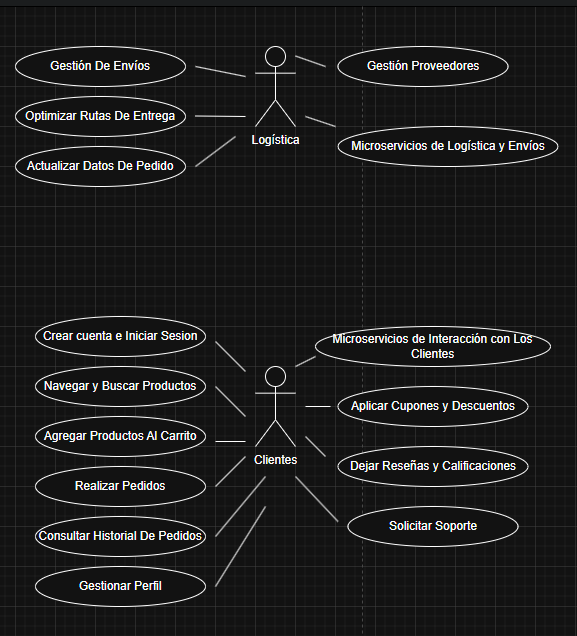 Gestión De Envíos
Gestión Proveedores
Optimizar Rutas De Entrega
Logística
Microservicios de Logística y Envíos
Actualizar Datos De Pedido
Crear cuenta e Iniciar Sesion
Microservicios de Interacción con Los
Clientes
Navegar y Buscar Productos
Aplicar Cupones y Descuentos
Agregar Productos Al Carrito
Clientes
Dejar Reseñas y Calificaciones
Realizar Pedidos
Solicitar Soporte
Consultar Historial De Pedidos
Gestionar Perfil